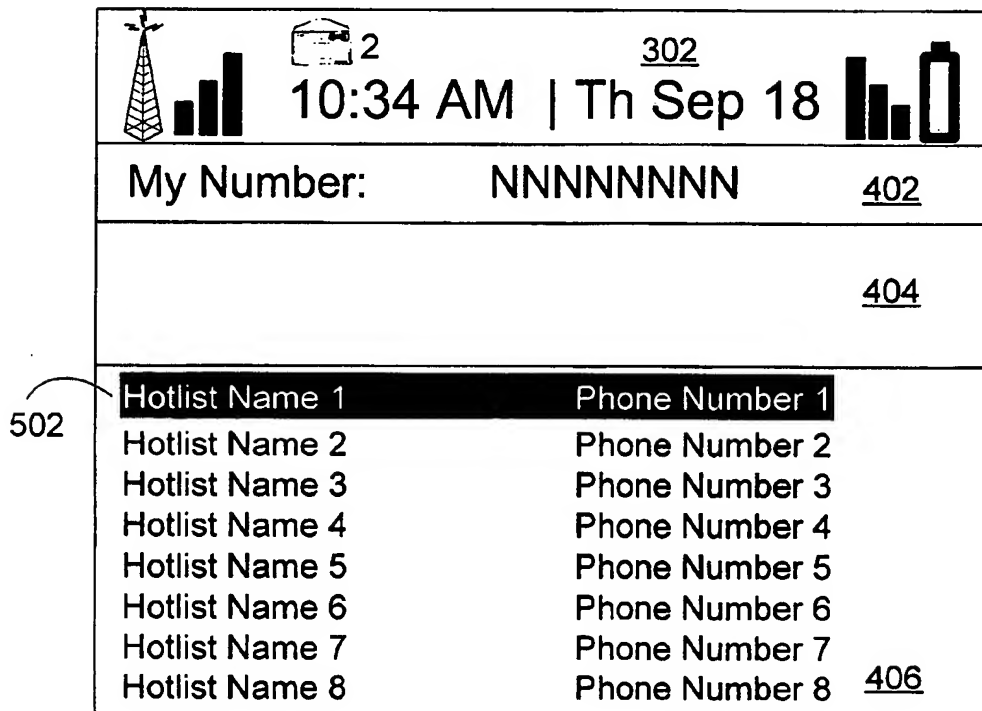 2 302
10:34 AM | Th Sep 18
My Number: NNNNNNNN 402
404
502
Hotlist Name 1 Phone Number 1
Hotlist Name 2 Phone Number 2
Hotlist Name 3 Phone Number 3
Hotlist Name 4 Phone Number 4
Hotlist Name 5 Phone Number 5
Hotlist Name 6 Phone Number 6
Hotlist Name 7 Phone Number 7
Hotlist Name 8 Phone Number 8 406